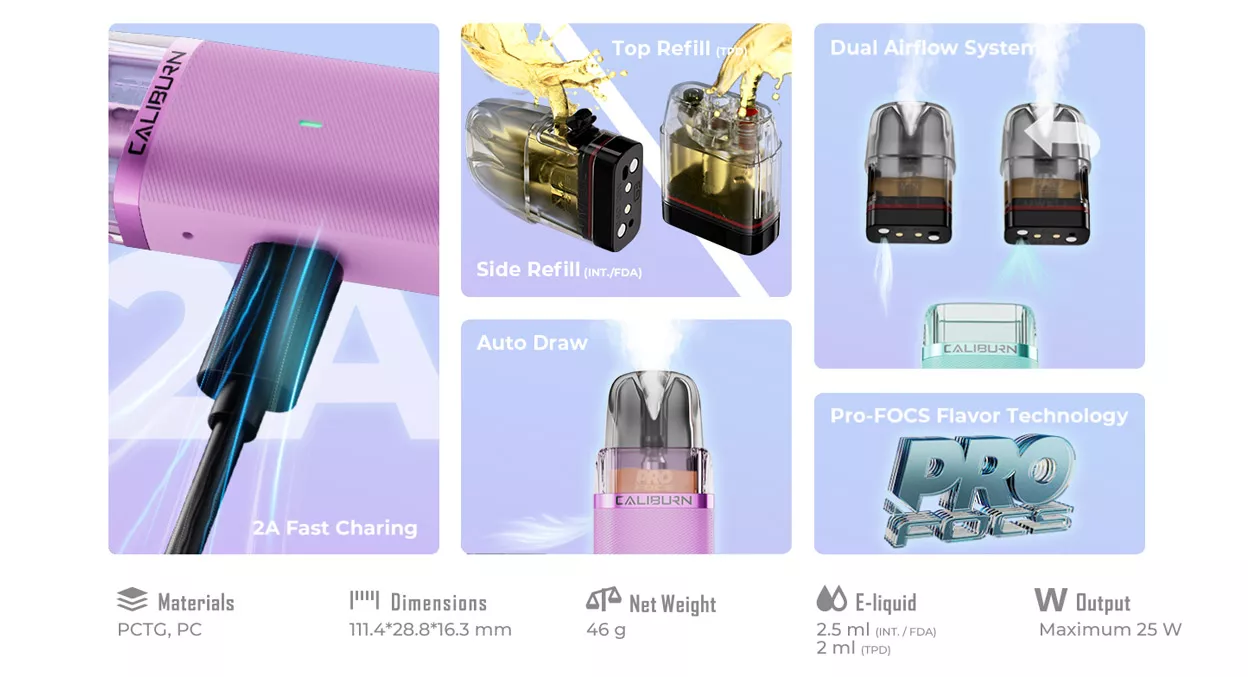 CALIBURN
2A
2A Fast Charing
Top Refill (TPD)
Side Refill (INT./FDA)
Auto Draw
PRO
CALIBURN
Dual Airflow System
CALIBURN
Pro-FOCS Flavor Technology
PRO
FOCS
Materials
PCTG, PC
Dimensions
111.4*28.8*16.3 mm
Net Weight
46 g
E-liquid
2.5 ml (INT. / FDA)
2 ml (TPD)
W Output
Maximum 25 W